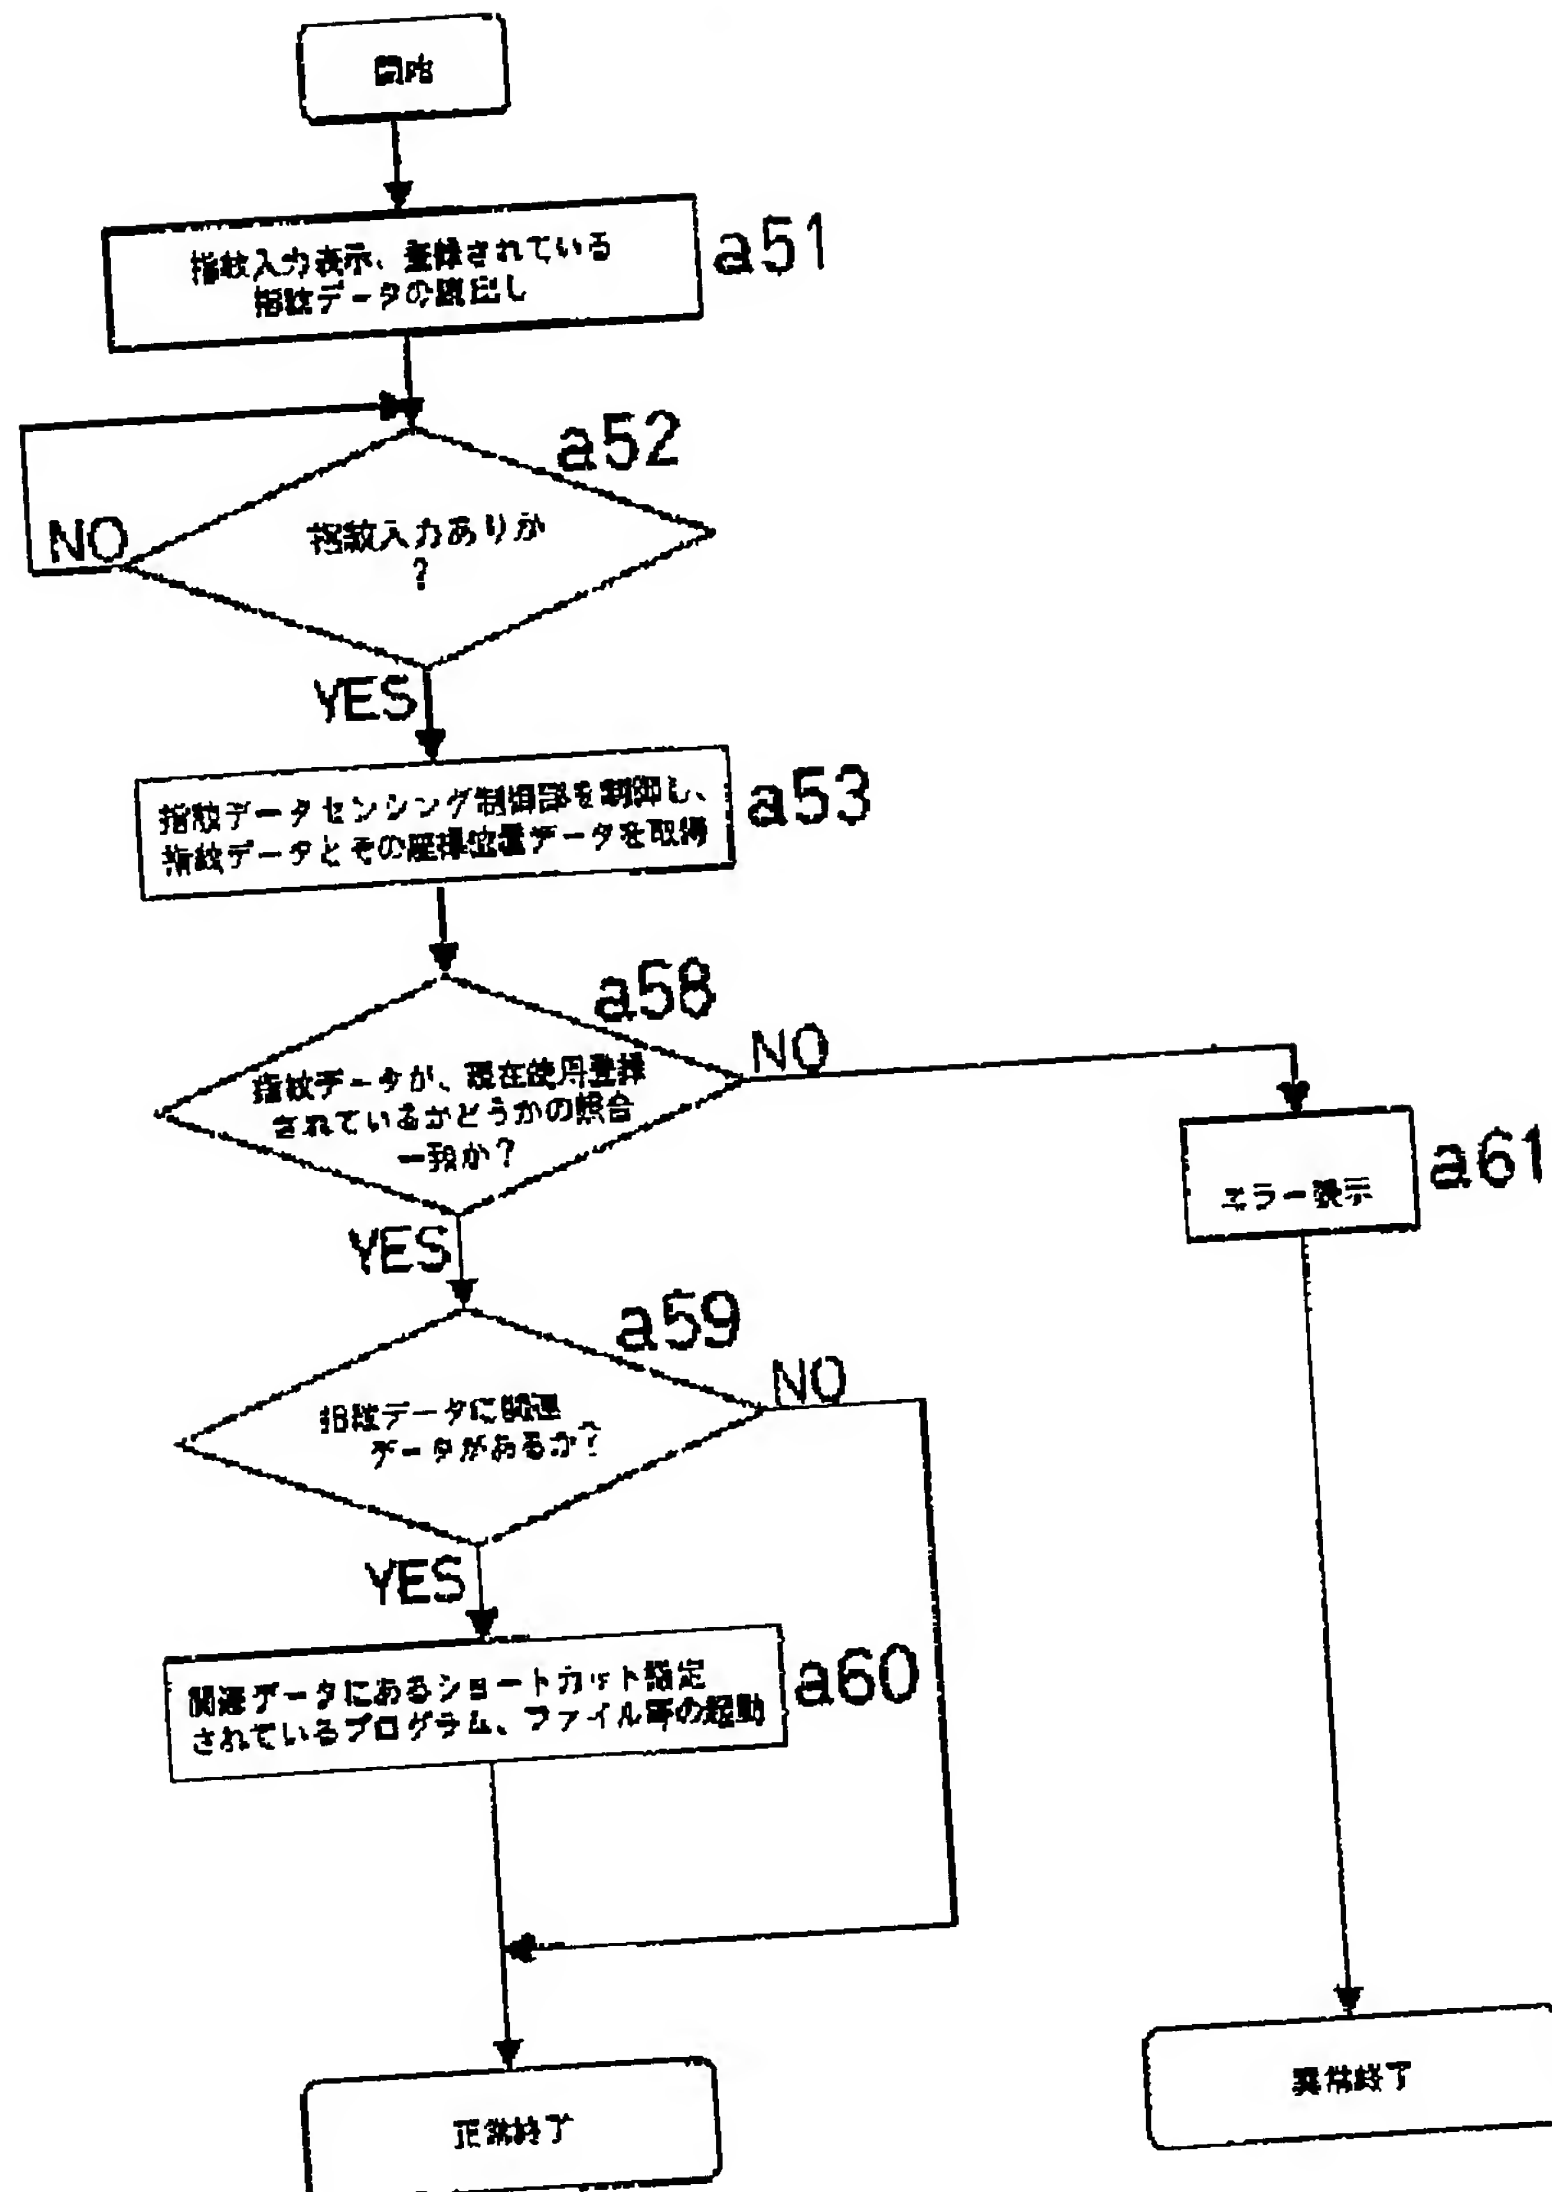 開始
指紋入力表示、登録されている
指紋データの読出し
a51
a52
指紋入力ありか
?
NO
YES
指紋データセンシング制御部を制御し、
指紋データとその座標位置データを取得
a53
a58
指紋データが、現在使用登録
されているかどうかの照合
一致か?
NO
YES
エラー表示
a61
a59
指紋データに関連
データがあるか?
NO
YES
関連データにあるショートカット指定
されているプログラム、ファイル等の起動
a60
正常終了
異常終了